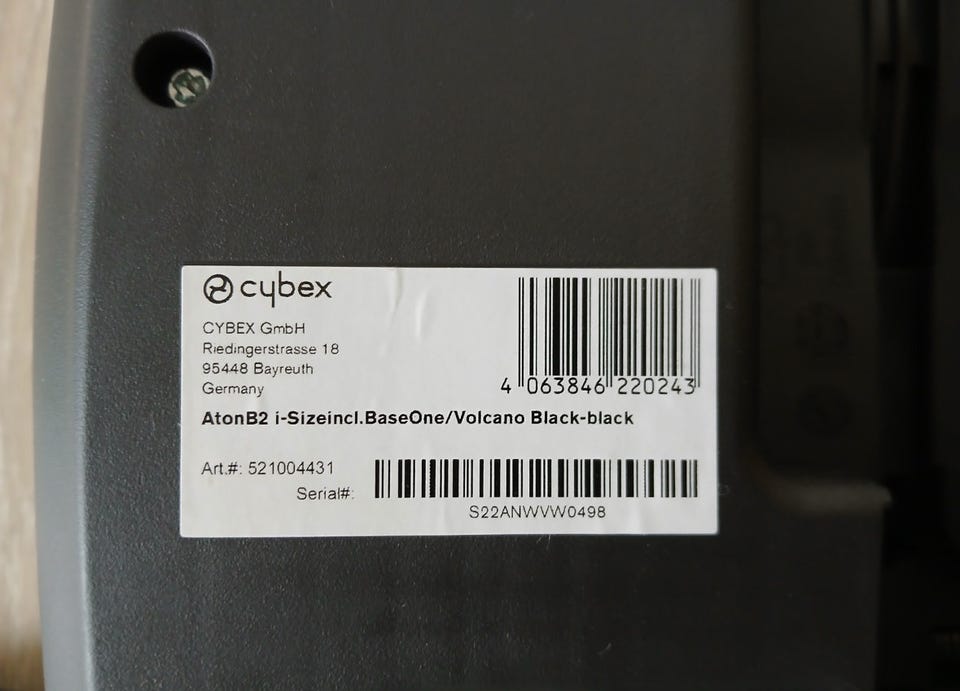 cybex
CYBEX GmbH
Riedingerstrasse 18
95448 Bayreuth
Germany
4 063846 220243
AtonB2 i-Sizeincl.BaseOne/Volcano Black-black
Art.#: 521004431
Serial#:
S22ANWVW0498